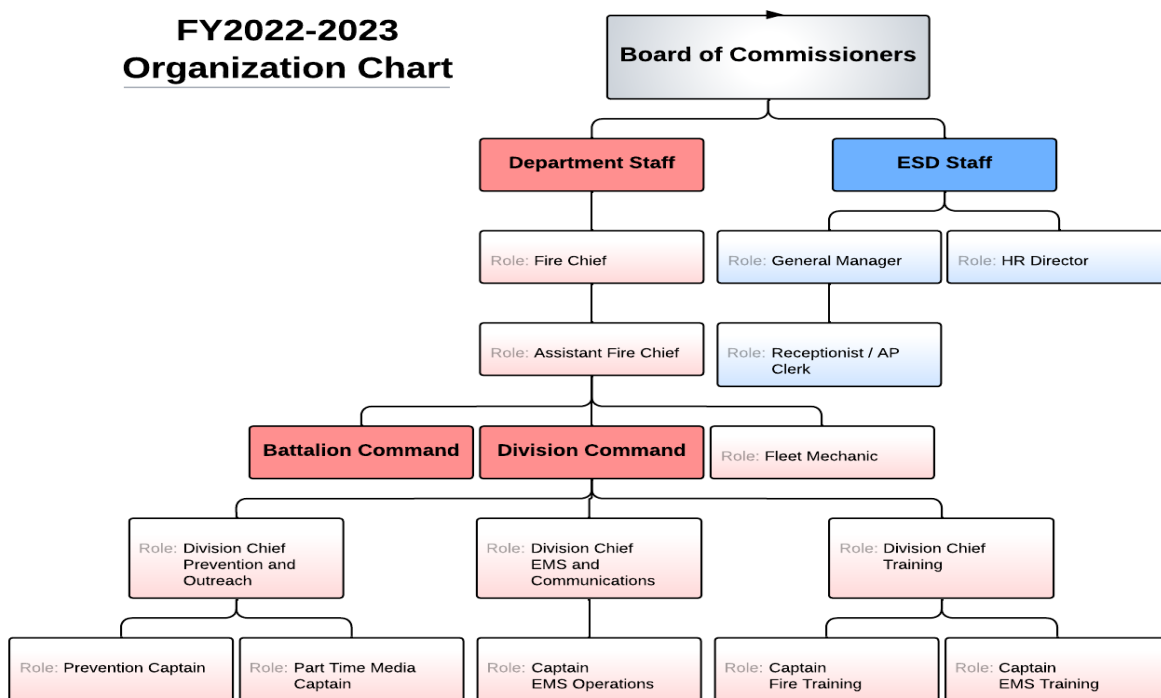 FY2022-2023
Organization Chart
Board of Commissioners
Department Staff
ESD Staff
Role: Fire Chief
Role: General Manager
Role: HR Director
Role: Assistant Fire Chief
Role: Receptionist / AP
Clerk
Battalion Command
Division Command
Role: Fleet Mechanic
Role: Division Chief
Prevention and
Outreach
Role: Division Chief
EMS and
Communications
Role: Division Chief
Training
Role: Prevention Captain
Role: Part Time Media
Captain
Role: Captain
EMS Operations
Role: Captain
Fire Training
Role: Captain
EMS Training